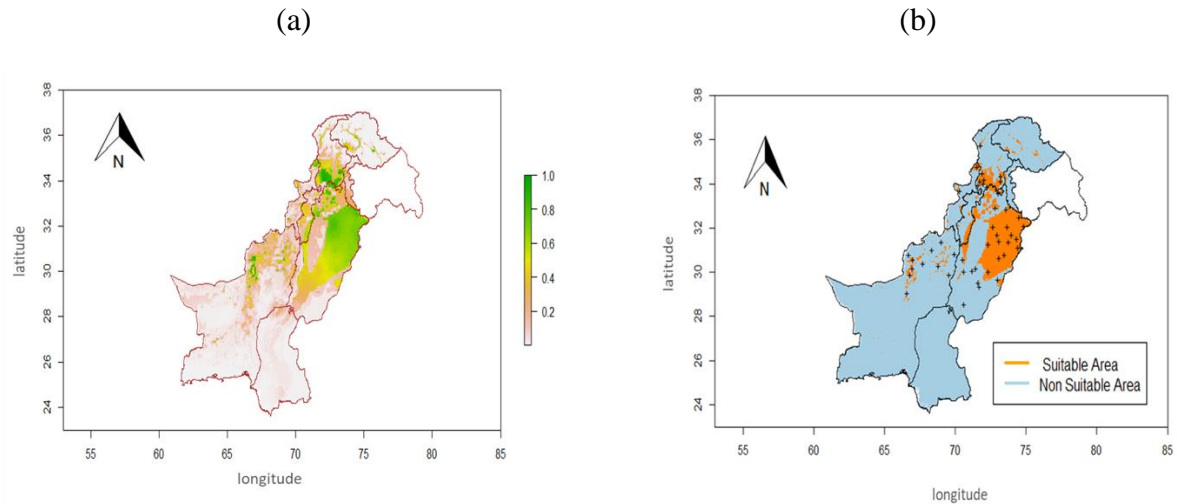 (a)
(b)
38
36
34
32
30
28
26
24
latitude
N
1.0
0.8
0.6
0.4
0.2
55 60 65 70 75 80 85
longitude
38
36
34
32
30
28
26
24
latitude
N
Suitable Area
Non Suitable Area
55 60 65 70 75 80 85
longitude